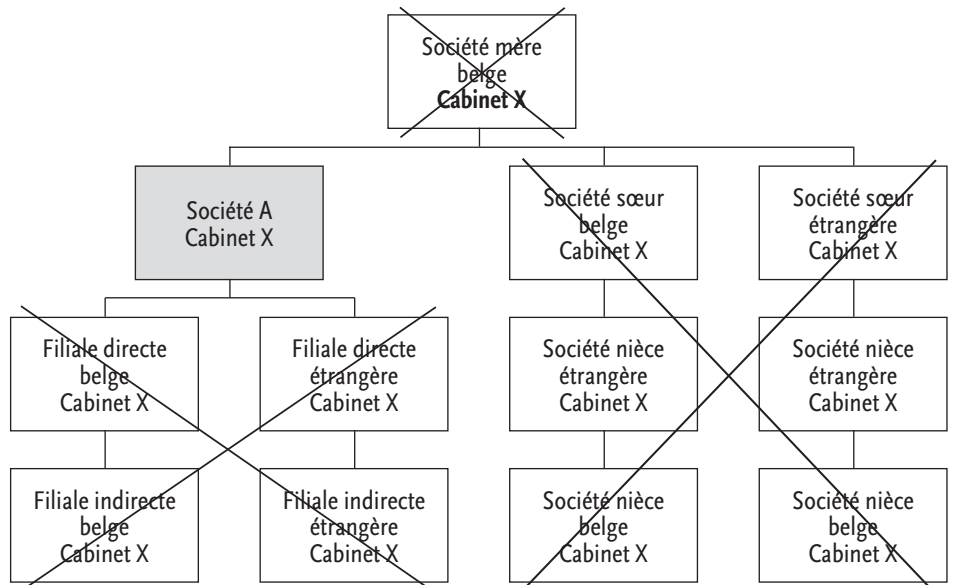 Société mère
belge
Cabinet X
Société A
Cabinet X
Société sœur
belge
Cabinet X
Société sœur
étrangère
Cabinet X
Filiale directe
belge
Cabinet X
Filiale directe
étrangère
Cabinet X
Société nièce
étrangère
Cabinet X
Société nièce
étrangère
Cabinet X
Filiale indirecte
belge
Cabinet X
Filiale indirecte
étrangère
Cabinet X
Société nièce
belge
Cabinet X
Société nièce
belge
Cabinet X